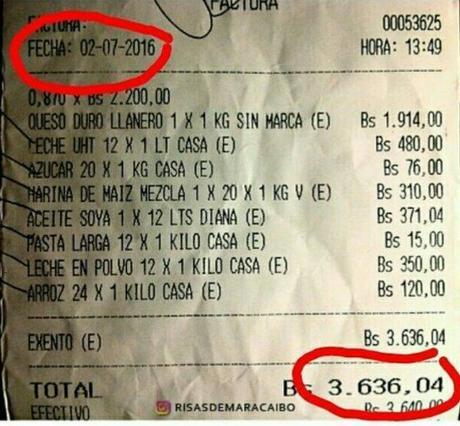 FACTURA
FACTURA: 00053625
FECHA: 02-07-2016 HORA: 13:49
0,870 x Bs 2.200,00
QUESO DURO LLANERO 1 X 1 KG SIN MARCA (E) Bs 1.914,00
LECHE UHT 12 X 1 LT CASA (E) Bs 480,00
AZUCAR 20 X 1 KG CASA (E) Bs 76,00
HARINA DE MAIZ MEZCLA 1 X 20 X 1 KG V (E) Bs 310,00
ACEITE SOYA 1 X 12 LTS DIANA (E) Bs 371,04
PASTA LARGA 12 X 1 KILO CASA (E) Bs 15,00
LECHE EN POLVO 12 X 1 KILO CASA (E) Bs 350,00
ARROZ 24 X 1 KILO CASA (E) Bs 120,00
EXENTO (E) Bs 3.636,04
TOTAL Bs 3.636,04
EFECTIVO Bs 3.640,00
RISASDEMARACAIBO